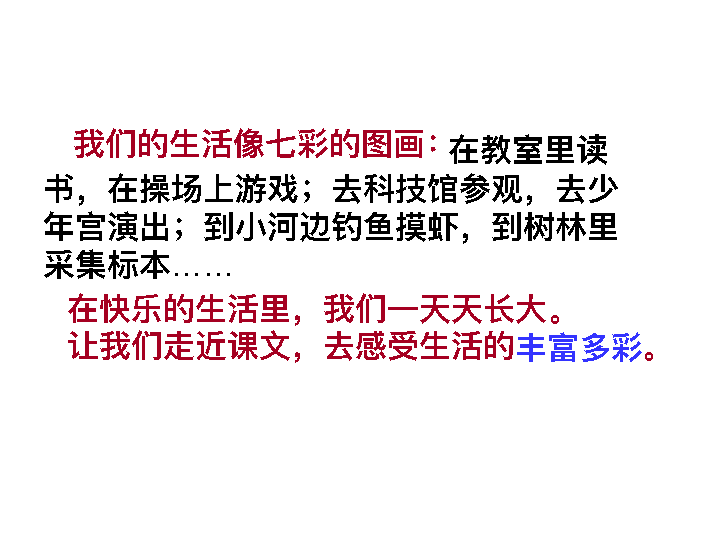 我们的生活像七彩的图画：在教室里读
书，在操场上游戏；去科技馆参观，去少
年宫演出；到小河边钓鱼摸虾，到树林里
采集标本……
在快乐的生活里，我们一天天长大。
让我们走近课文，去感受生活的丰富多彩。